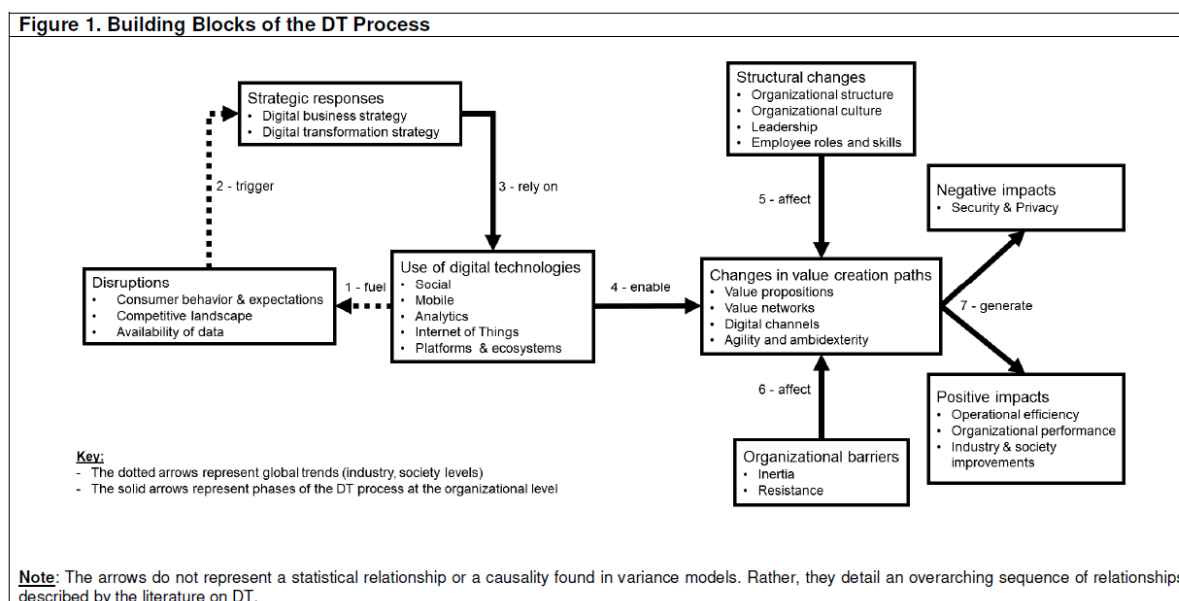 Figure 1. Building Blocks of the DT Process
Strategic responses
• Digital business strategy
• Digital transformation strategy
Structural changes
• Organizational structure
• Organizational culture
• Leadership
• Employee roles and skills
2 - trigger
3 - rely on
5 - affect
Negative impacts
• Security & Privacy
Disruptions
• Consumer behavior & expectations
• Competitive landscape
• Availability of data
1 - fuel
Use of digital technologies
• Social
• Mobile
• Analytics
• Internet of Things
• Platforms & ecosystems
4 - enable
Changes in value creation paths
• Value propositions
• Value networks
• Digital channels
• Agility and ambidexterity
7 - generate
6 - affect
Positive impacts
• Operational efficiency
• Organizational performance
• Industry & society
improvements
Organizational barriers
• Inertia
• Resistance
Key:
- The dotted arrows represent global trends (industry, society levels)
- The solid arrows represent phases of the DT process at the organizational level
Note: The arrows do not represent a statistical relationship or a causality found in variance models. Rather, they detail an overarching sequence of relationships
described by the literature on DT.